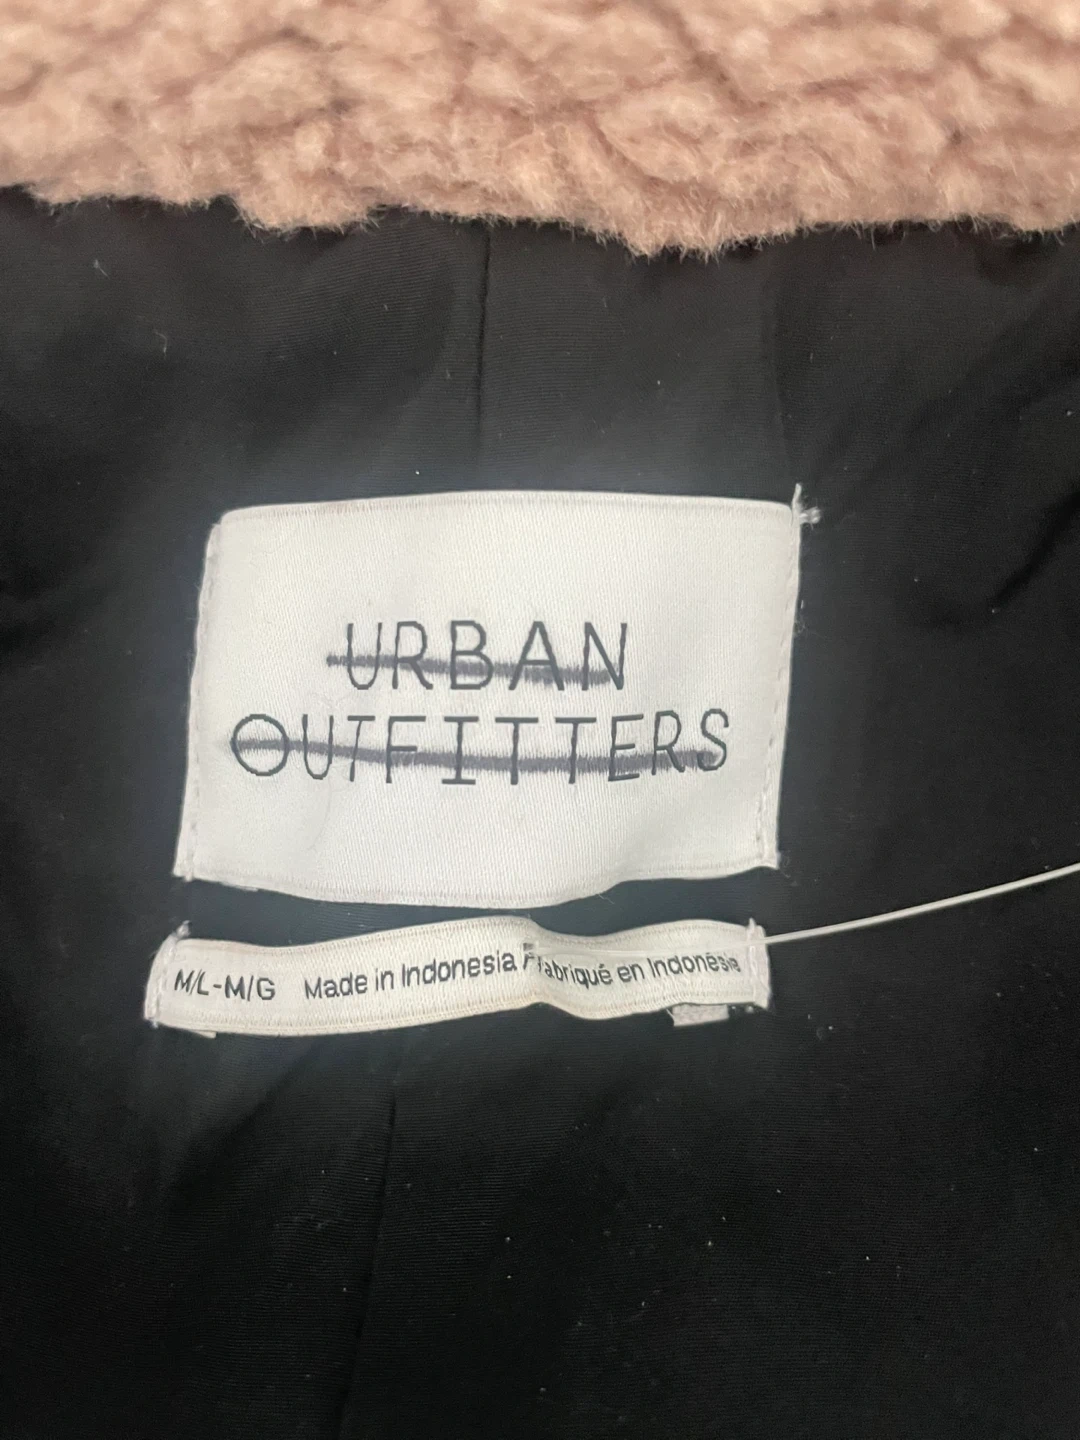 URBAN
OUTFITTERS
M/L-M/G Made in Indonesia Fabriqué en Indonésie